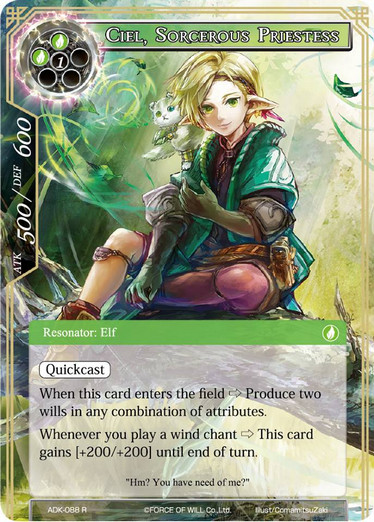 Ciel, Sorcerous Priestess
1
ATK 500 / DEF 600
Resonator: Elf
Quickcast
When this card enters the field ⇨ Produce two
wills in any combination of attributes.
Whenever you play a wind chant ⇨ This card
gains [+200/+200] until end of turn.
"Hm? You have need of me?"
ADK-088 R ©FORCE OF WILL Co.,Ltd. Illust/ComamitsuZaki